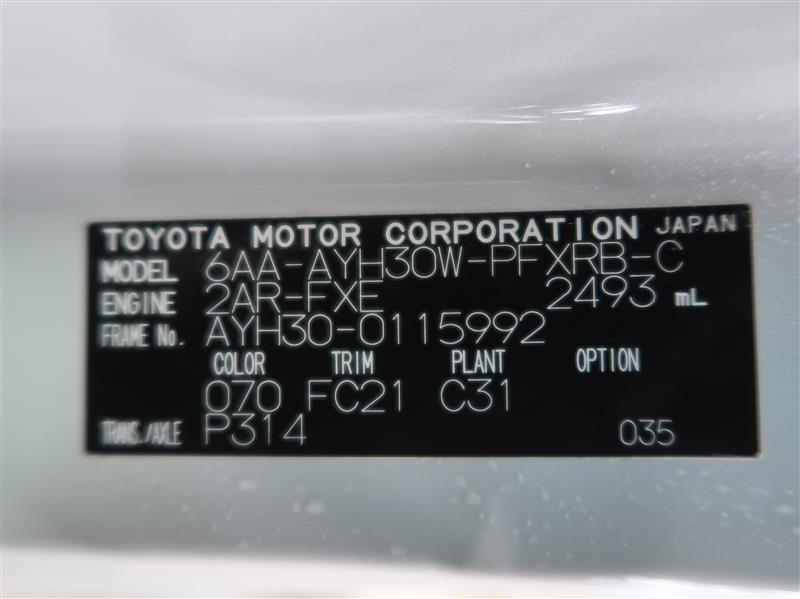 TOYOTA MOTOR CORPORATION JAPAN
MODEL 6AA-AYH30W-PFXRB-C
ENGINE 2AR-FXE 2493 mL
FRAME No. AYH30-0115992
COLOR TRIM PLANT OPTION
070 FC21 C31
TRANS./AXLE P314 035